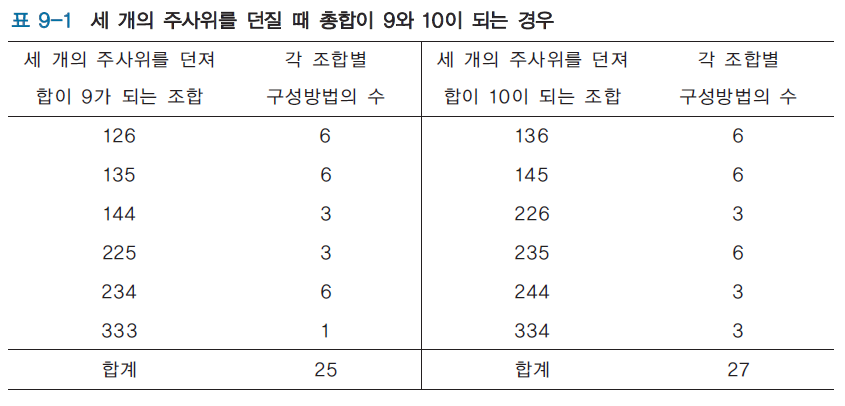 표 9-1 세 개의 주사위를 던질 때 총합이 9와 10이 되는 경우
세 개의 주사위를 던져 각 조합별 세 개의 주사위를 던져 각 조합별
합이 9가 되는 조합 구성방법의 수 합이 10이 되는 조합 구성방법의 수
126 6 136 6
135 6 145 6
144 3 226 3
225 3 235 6
234 6 244 3
333 1 334 3
합계 25 합계 27